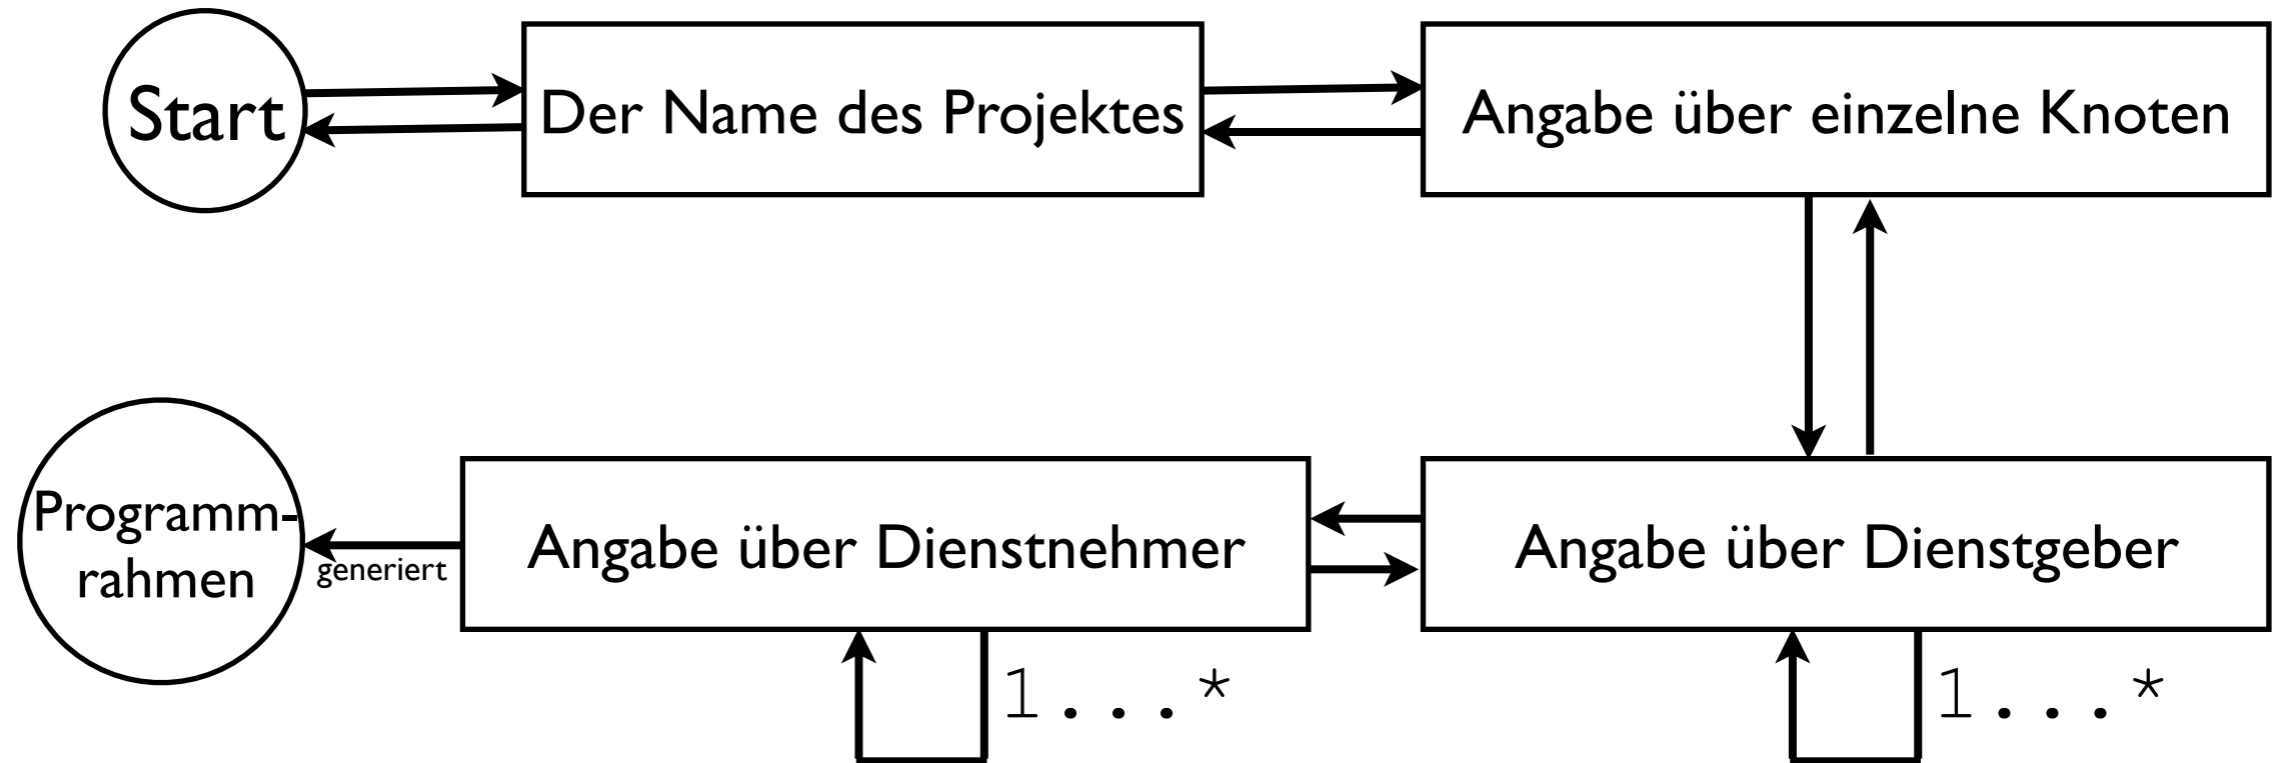 Start
Der Name des Projektes
Angabe über einzelne Knoten
Programm-
rahmen
generiert
Angabe über Dienstnehmer
Angabe über Dienstgeber
1...*
1...*